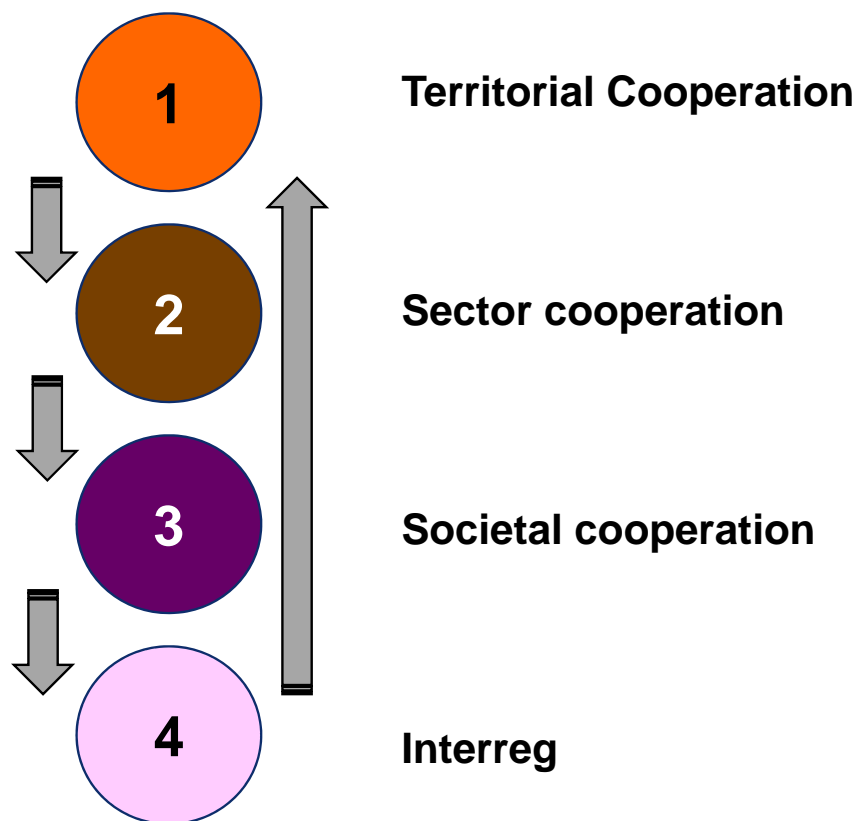 1
Territorial Cooperation
2
Sector cooperation
3
Societal cooperation
4
Interreg